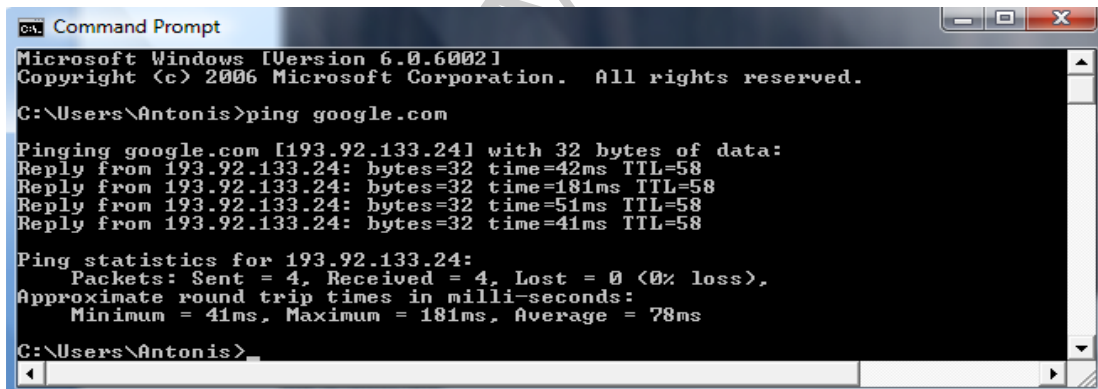 Command Prompt
Microsoft Windows [Version 6.0.6002]
Copyright (c) 2006 Microsoft Corporation.  All rights reserved.
C:\Users\Antonis>ping google.com
Pinging google.com [193.92.133.24] with 32 bytes of data:
Reply from 193.92.133.24: bytes=32 time=42ms TTL=58
Reply from 193.92.133.24: bytes=32 time=181ms TTL=58
Reply from 193.92.133.24: bytes=32 time=51ms TTL=58
Reply from 193.92.133.24: bytes=32 time=41ms TTL=58
Ping statistics for 193.92.133.24:
    Packets: Sent = 4, Received = 4, Lost = 0 (0% loss),
Approximate round trip times in milli-seconds:
    Minimum = 41ms, Maximum = 181ms, Average = 78ms
C:\Users\Antonis>_